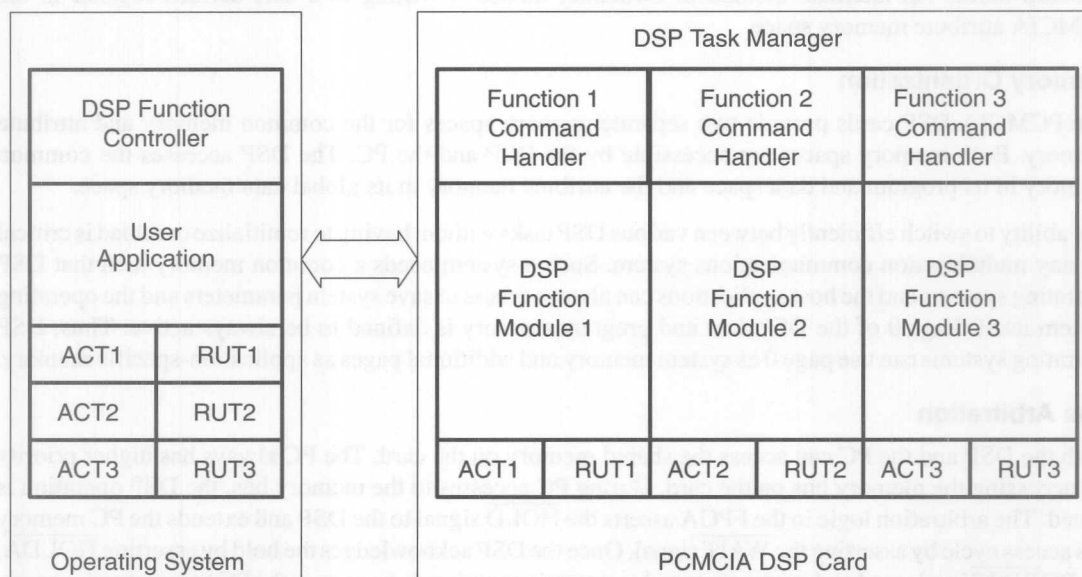 DSP Task Manager
DSP Function
Controller
User
Application
ACT1 RUT1
ACT2 RUT2
ACT3 RUT3
Operating System
Function 1
Command
Handler
Function 2
Command
Handler
Function 3
Command
Handler
DSP
Function
Module 1
DSP
Function
Module 2
DSP
Function
Module 3
ACT1 RUT1 ACT2 RUT2 ACT3 RUT3
PCMCIA DSP Card